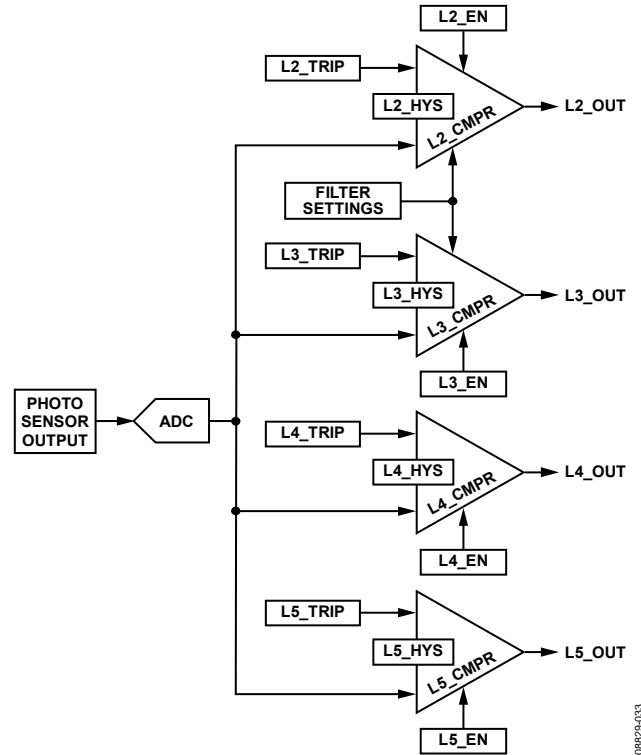 L2_EN
L2_TRIP
L2_HYS
L2_CMPR
L2_OUT
FILTER
SETTINGS
L3_TRIP
L3_HYS
L3_CMPR
L3_OUT
L3_EN
PHOTO
SENSOR
OUTPUT
ADC
L4_TRIP
L4_HYS
L4_CMPR
L4_OUT
L4_EN
L5_TRIP
L5_HYS
L5_CMPR
L5_OUT
L5_EN
08829-033